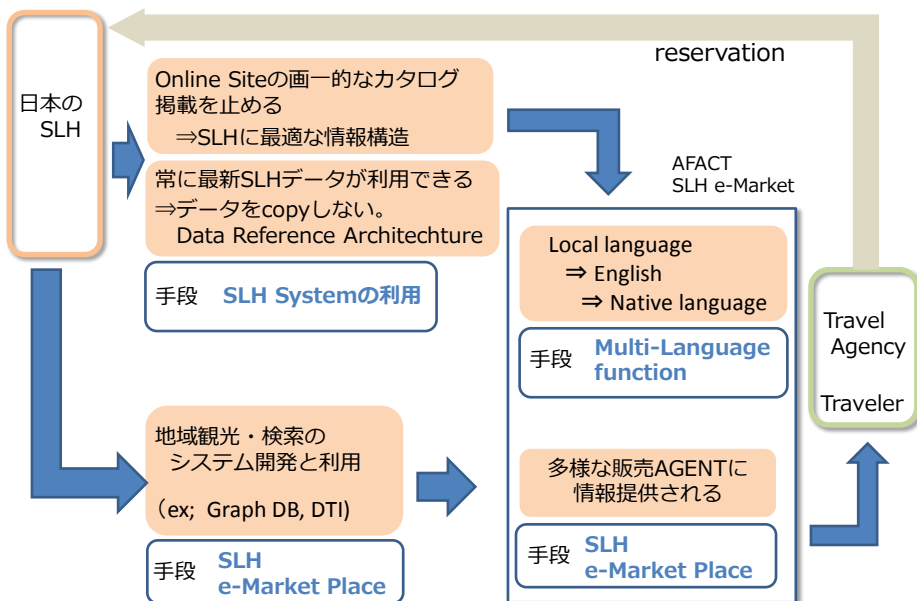 reservation
日本の
SLH
Online Siteの画一的なカタログ
掲載を止める
⇒SLHに最適な情報構造
常に最新SLHデータが利用できる
⇒データをcopyしない。
Data Reference Architechture
手段 SLH Systemの利用
AFACT
SLH e-Market
Local language
⇒ English
⇒ Native language
手段 Multi-Language
function
Travel
Agency
Traveler
地域観光・検索の
システム開発と利用
(ex; Graph DB, DTI)
手段 SLH
e-Market Place
多様な販売AGENTに
情報提供される
手段 SLH
e-Market Place